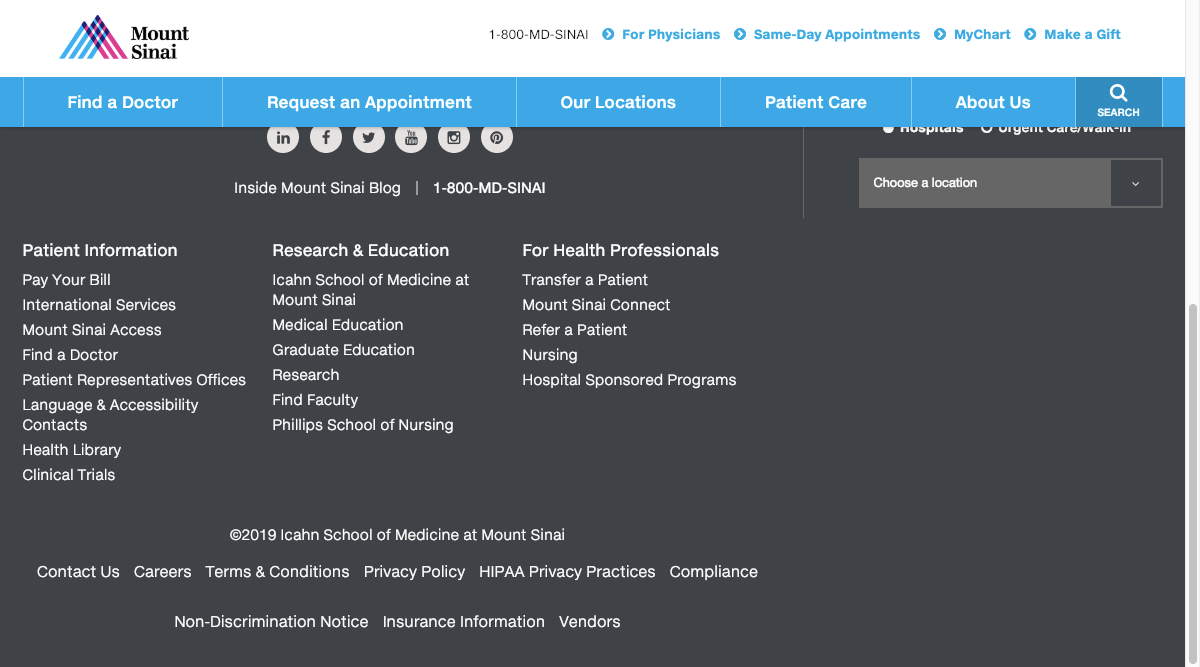 Mount
Sinai
1-800-MD-SINAI For Physicians Same-Day Appointments MyChart Make a Gift
Find a Doctor Request an Appointment Our Locations Patient Care About Us SEARCH
Hospitals Urgent Care/Walk-in
in f You Tube
Inside Mount Sinai Blog | 1-800-MD-SINAI
Choose a location
Patient Information
Pay Your Bill
International Services
Mount Sinai Access
Find a Doctor
Patient Representatives Offices
Language & Accessibility
Contacts
Health Library
Clinical Trials
Research & Education
Icahn School of Medicine at
Mount Sinai
Medical Education
Graduate Education
Research
Find Faculty
Phillips School of Nursing
For Health Professionals
Transfer a Patient
Mount Sinai Connect
Refer a Patient
Nursing
Hospital Sponsored Programs
©2019 Icahn School of Medicine at Mount Sinai
Contact Us Careers Terms & Conditions Privacy Policy HIPAA Privacy Practices Compliance
Non-Discrimination Notice Insurance Information Vendors